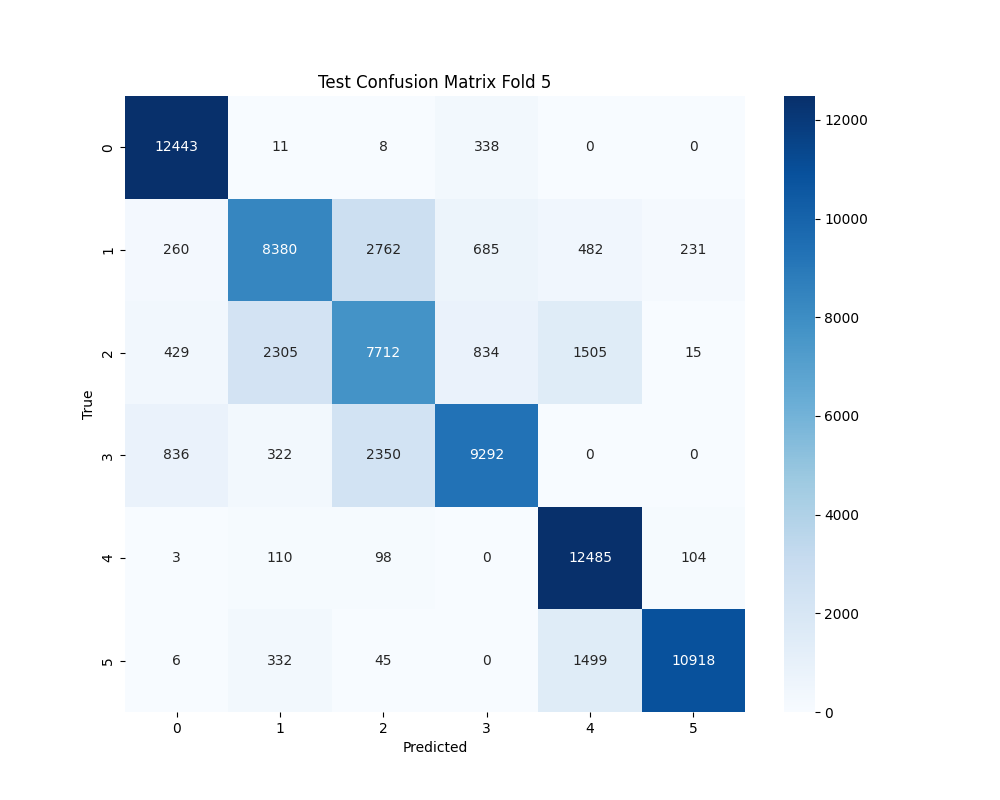 Test Confusion Matrix Fold 5
0 12443 11 8 338 0 0
1 260 8380 2762 685 482 231
2 429 2305 7712 834 1505 15
3 836 322 2350 9292 0 0
4 3 110 98 0 12485 104
5 6 332 45 0 1499 10918
0 1 2 3 4 5
Predicted
True
12000
10000
8000
6000
4000
2000
0